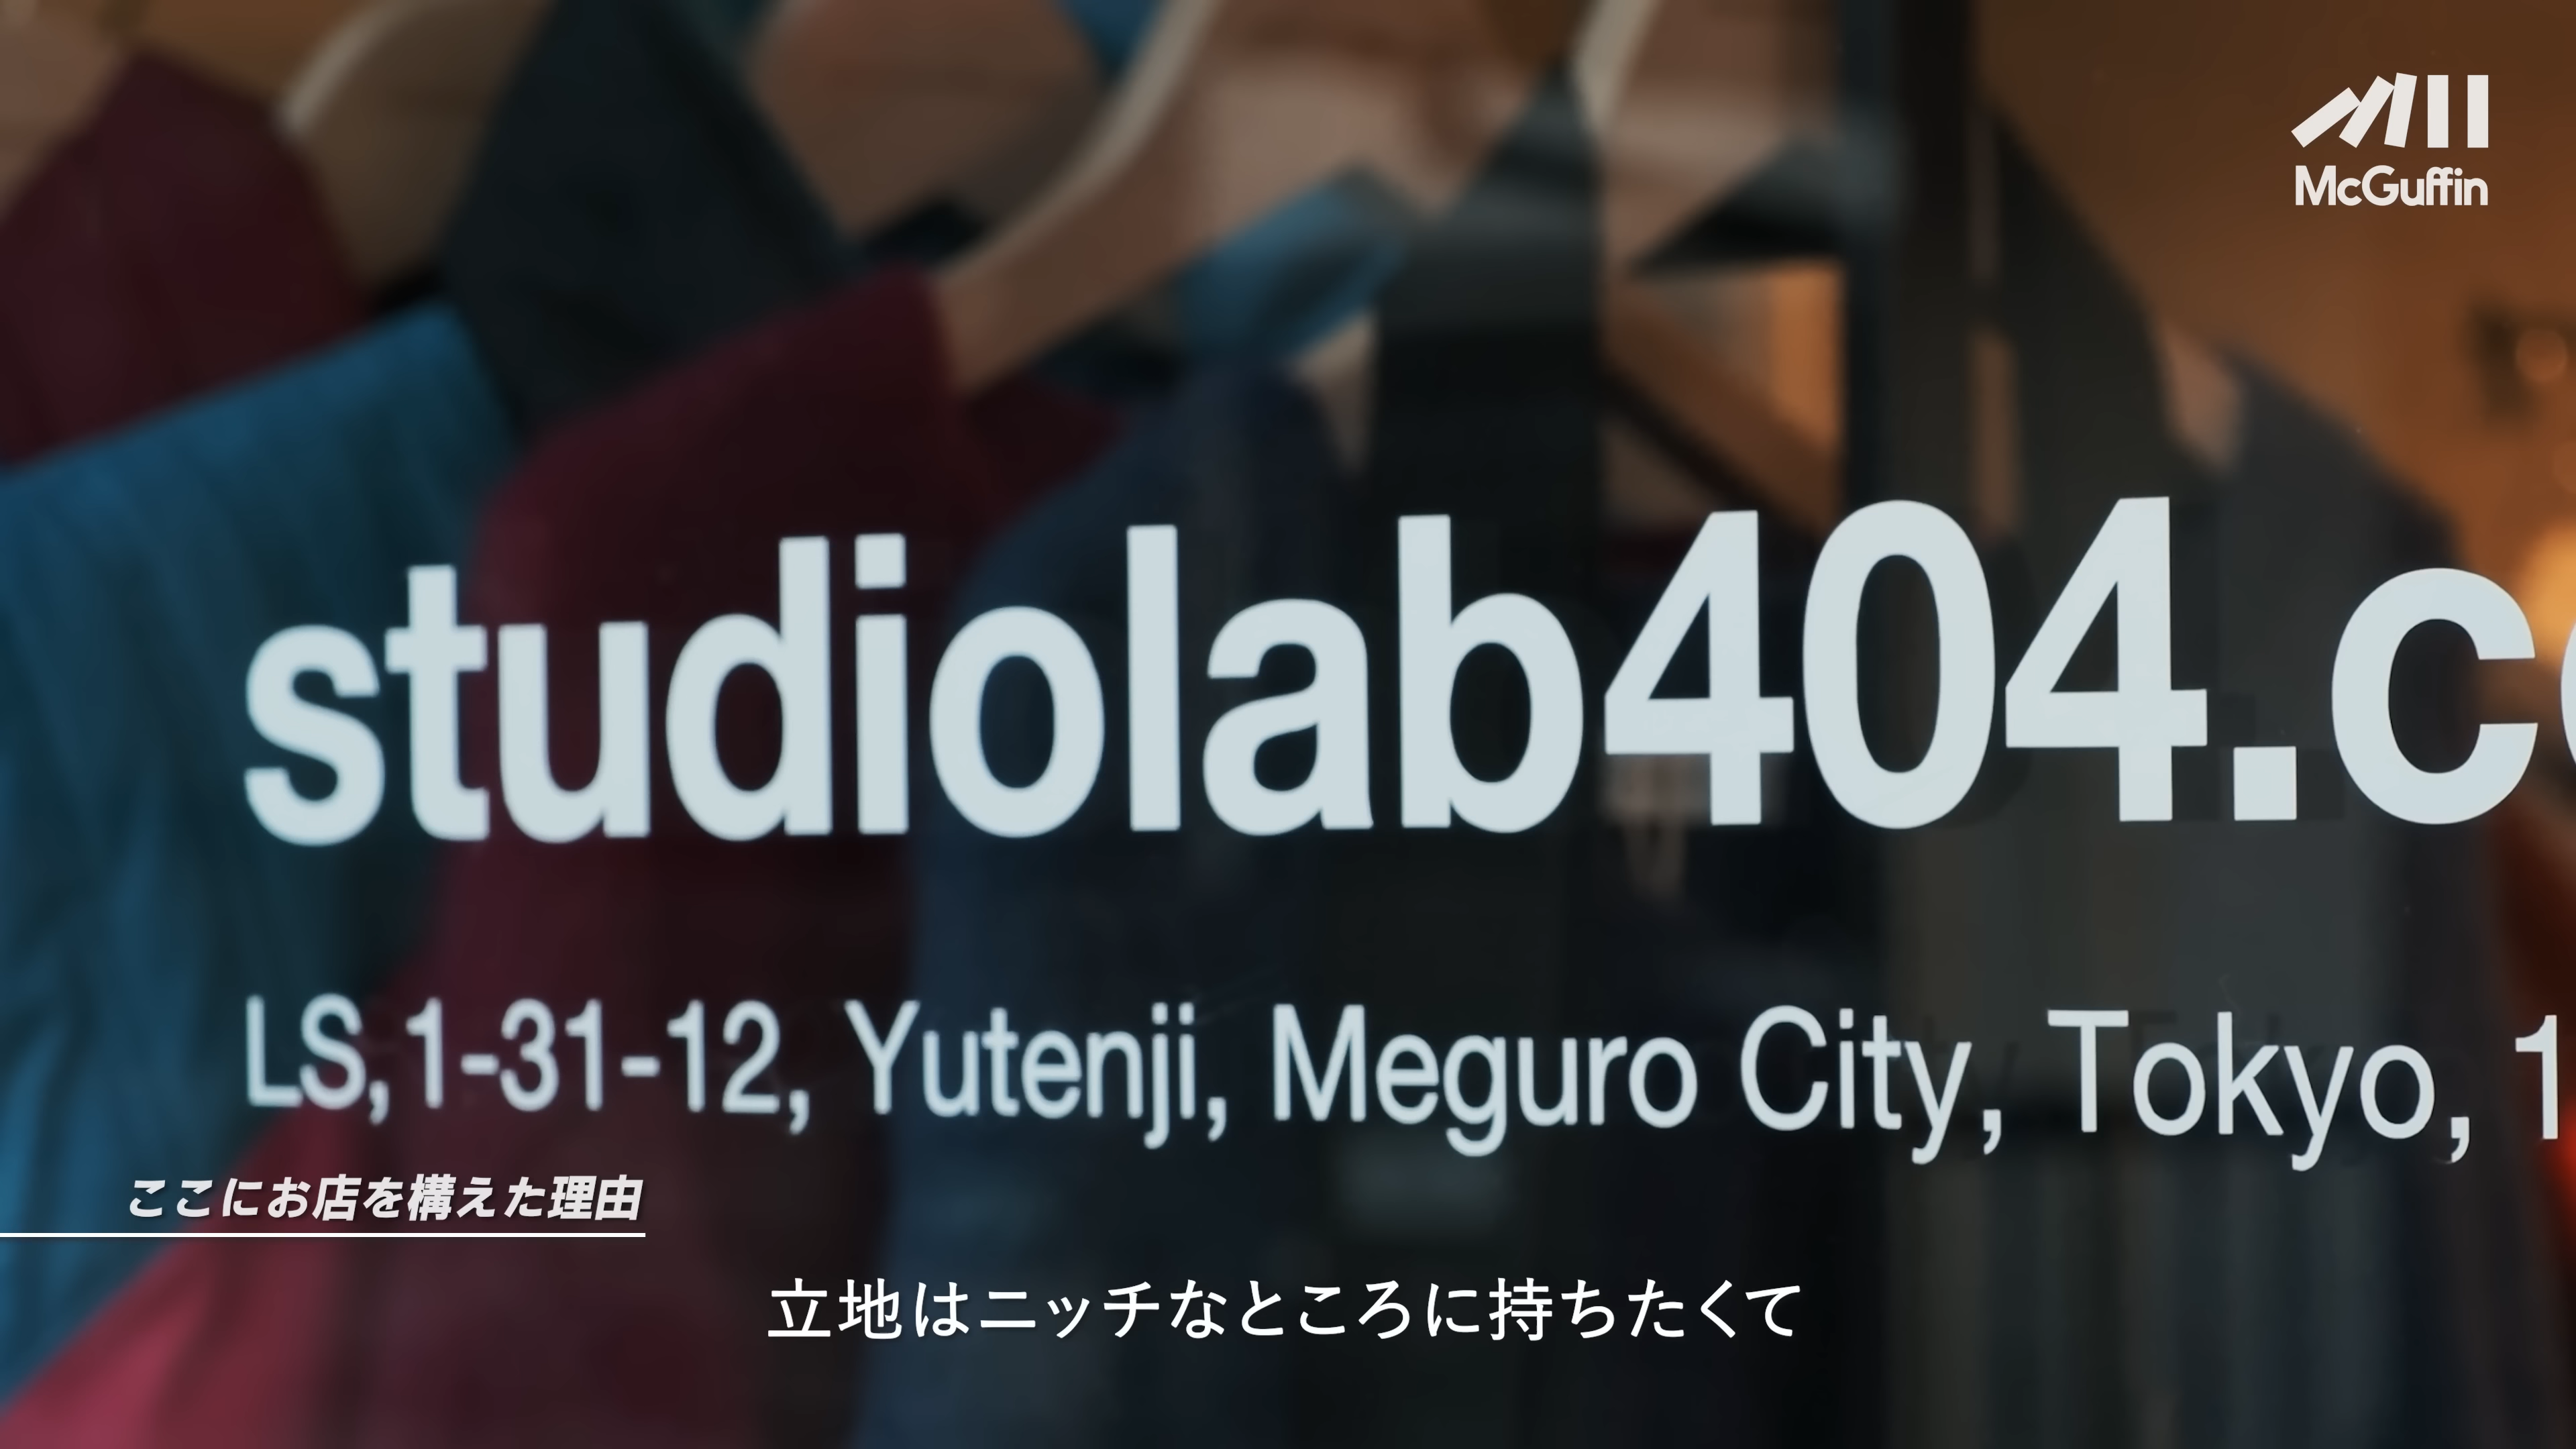 McGuffin
studiolab404.c
LS,1-31-12, Yutenji, Meguro City, Tokyo, 1
ここにお店を構えた理由
立地はニッチなところに持ちたくて